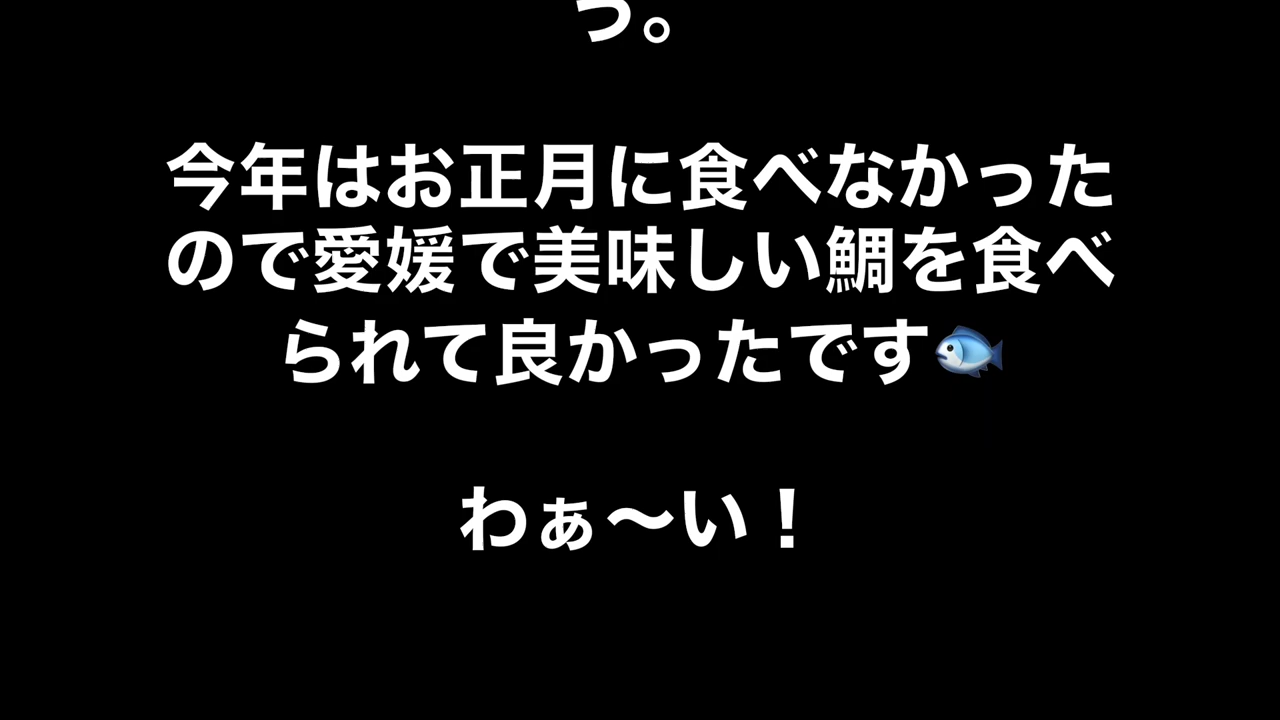 今年はお正月に食べなかった
ので愛媛で美味しい鯛を食べ
られて良かったです🐟
わぁ〜い！